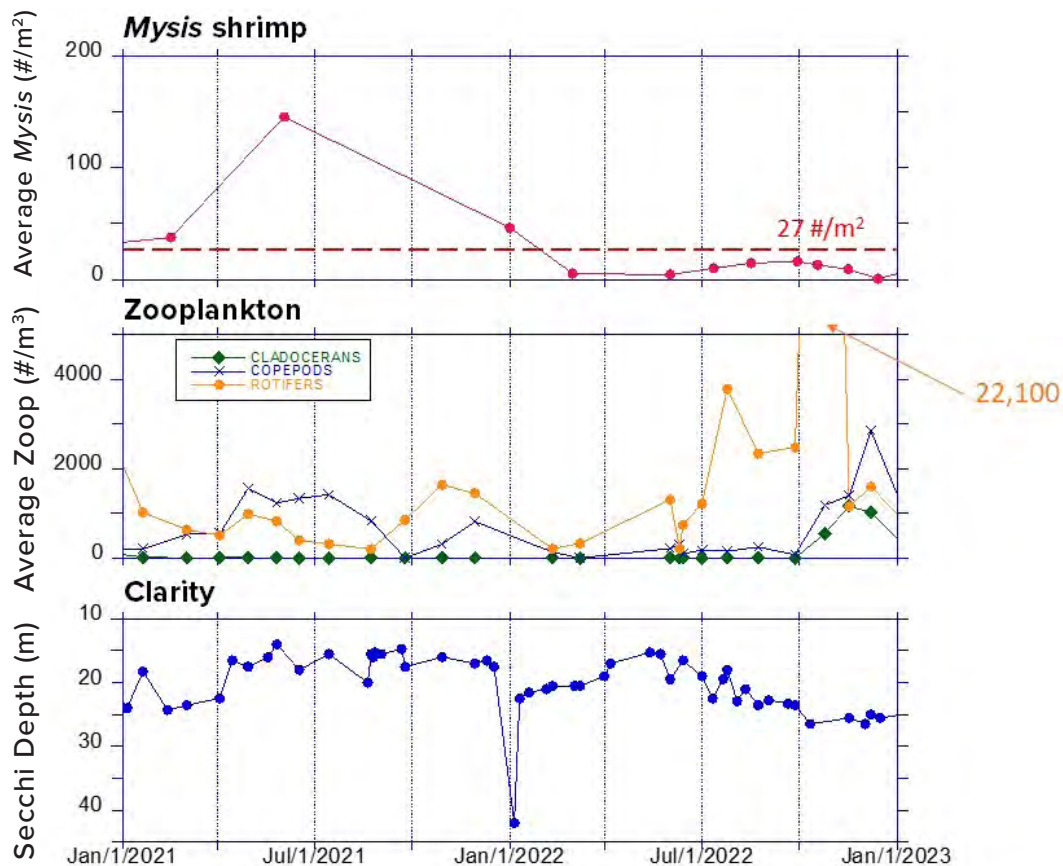 Mysis shrimp
Average Mysis (#/m²)
200
100
0
27 #/m²
Zooplankton
Average Zoop (#/m³)
4000
2000
0
CLADOCERANS
COPEPODS
ROTIFERS
22,100
Clarity
Secchi Depth (m)
10
20
30
40
Jan/1/2021 Jul/1/2021 Jan/1/2022 Jul/1/2022 Jan/1/2023